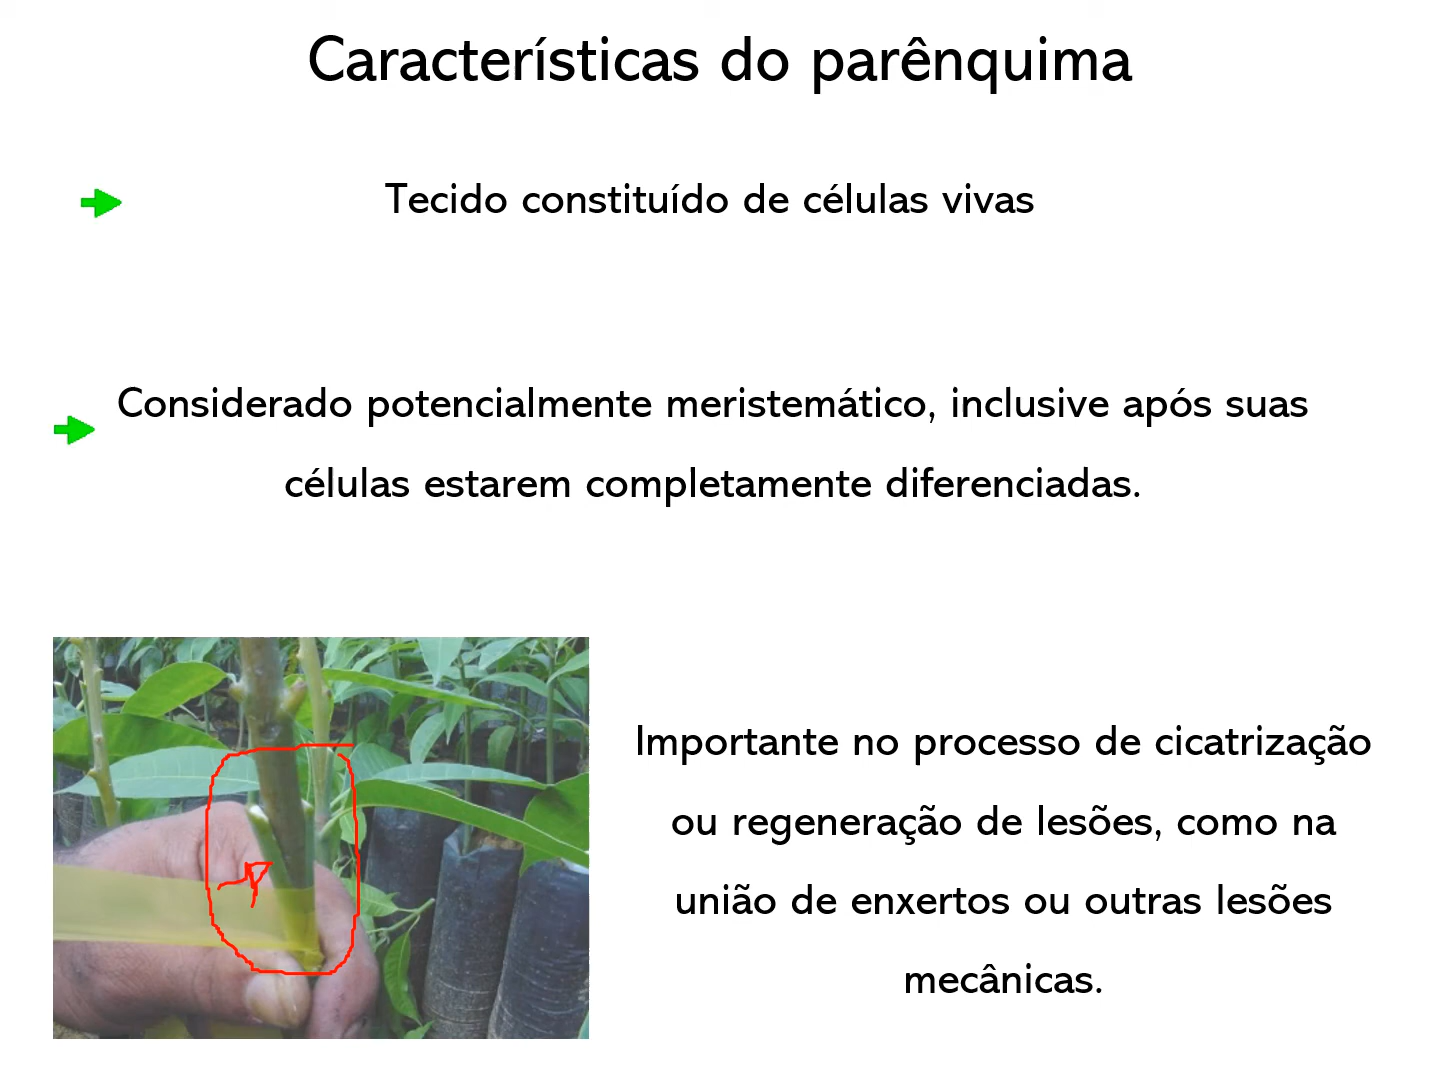 Características do parênquima
Tecido constituído de células vivas
Considerado potencialmente meristemático, inclusive após suas
células estarem completamente diferenciadas.
Importante no processo de cicatrização
ou regeneração de lesões, como na
união de enxertos ou outras lesões
mecânicas.